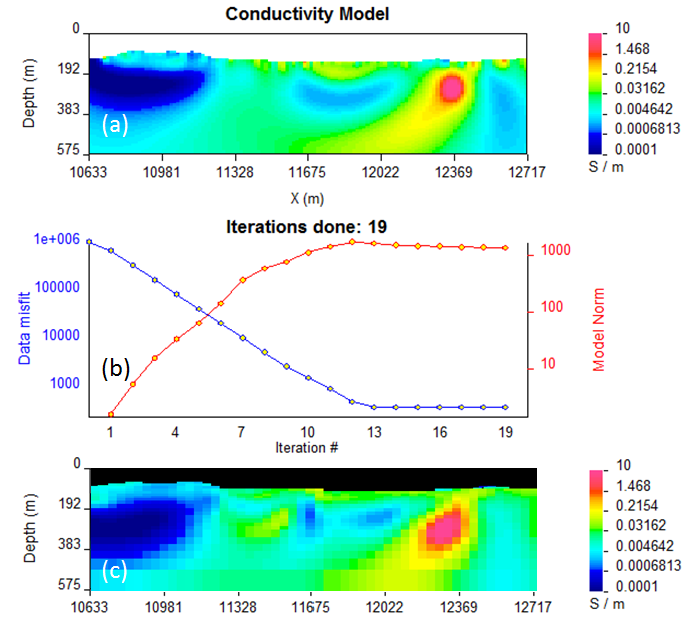 Conductivity Model
0
192
383
575
Depth (m)
(a)
10633 10981 11328 11675 12022 12369 12717
X (m)
10
1.468
0.2154
0.03162
0.004642
0.0006813
0.0001
S / m
Iterations done: 19
1e+006
100000
10000
1000
Data misfit
(b)
1000
100
10
Model Norm
1 4 7 10 13 16 19
Iteration #
0
192
383
575
Depth (m)
(c)
10633 10981 11328 11675 12022 12369 12717
10
1.468
0.2154
0.03162
0.004642
0.0006813
0.0001
S / m